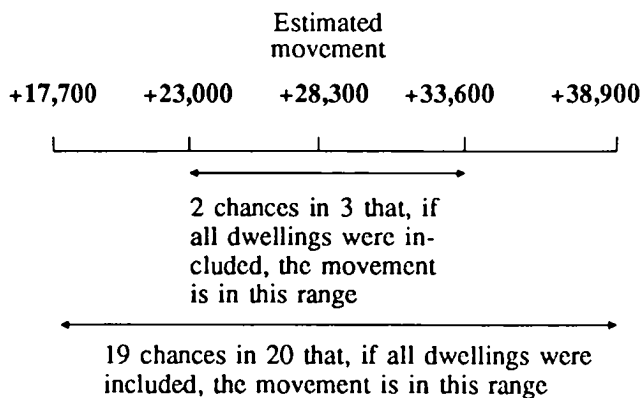 Estimated
movement
+17,700 +23,000 +28,300 +33,600 +38,900
2 chances in 3 that, if
all dwellings were in-
cluded, the movement
is in this range
19 chances in 20 that, if all dwellings were
included, the movement is in this range